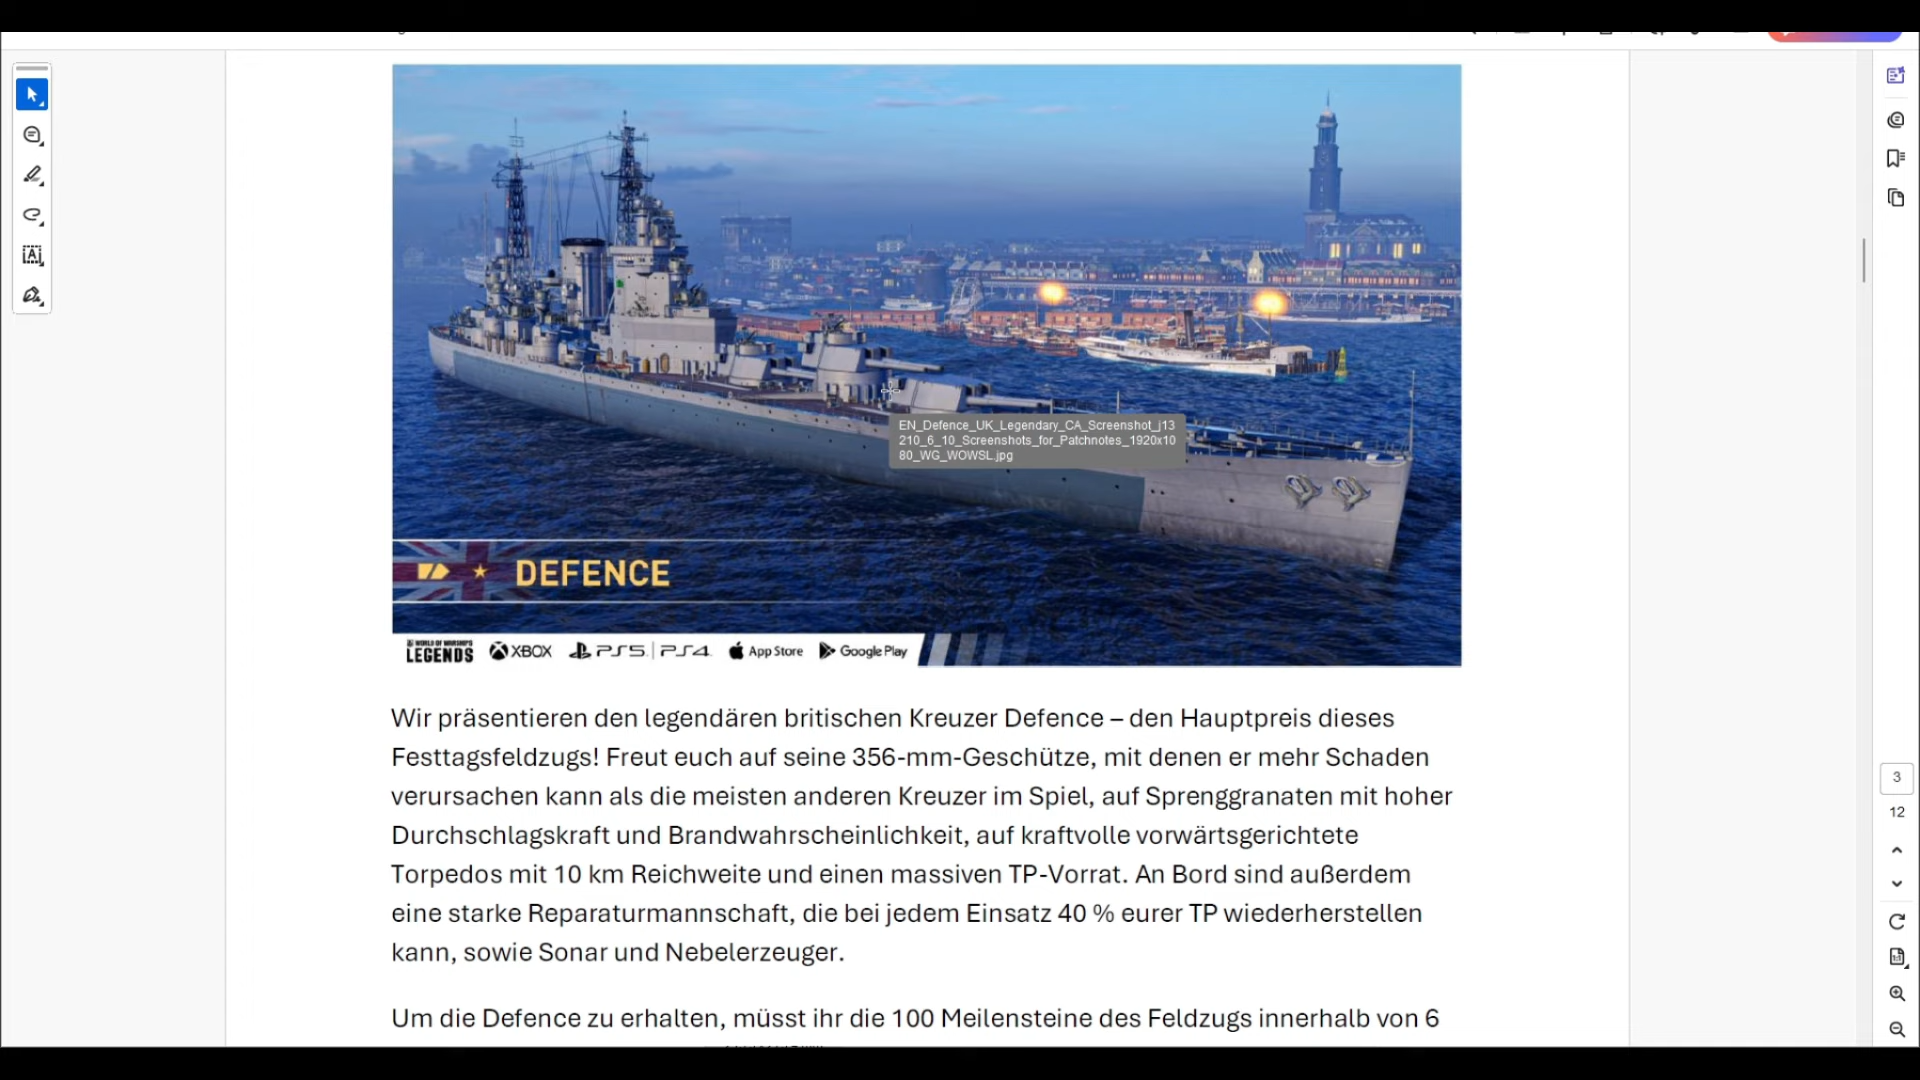 EN_Defence_UK_Legendary_CA_Screenshot_j13
210_6_10_Screenshots_for_Patchnotes_1920x10
80_WG_WOWSL.jpg
DEFENCE
WORLD OF WARSHIPS
LEGENDS
XBOX
PS5 | PS4
App Store
Google Play
Wir präsentieren den legendären britischen Kreuzer Defence – den Hauptpreis dieses
Festtagsfeldzugs! Freut euch auf seine 356-mm-Geschütze, mit denen er mehr Schaden
verursachen kann als die meisten anderen Kreuzer im Spiel, auf Sprenggranaten mit hoher
Durchschlagskraft und Brandwahrscheinlichkeit, auf kraftvolle vorwärtsgerichtete
Torpedos mit 10 km Reichweite und einen massiven TP-Vorrat. An Bord sind außerdem
eine starke Reparaturmannschaft, die bei jedem Einsatz 40 % eurer TP wiederherstellen
kann, sowie Sonar und Nebelerzeuger.
Um die Defence zu erhalten, müsst ihr die 100 Meilensteine des Feldzugs innerhalb von 6
3
12